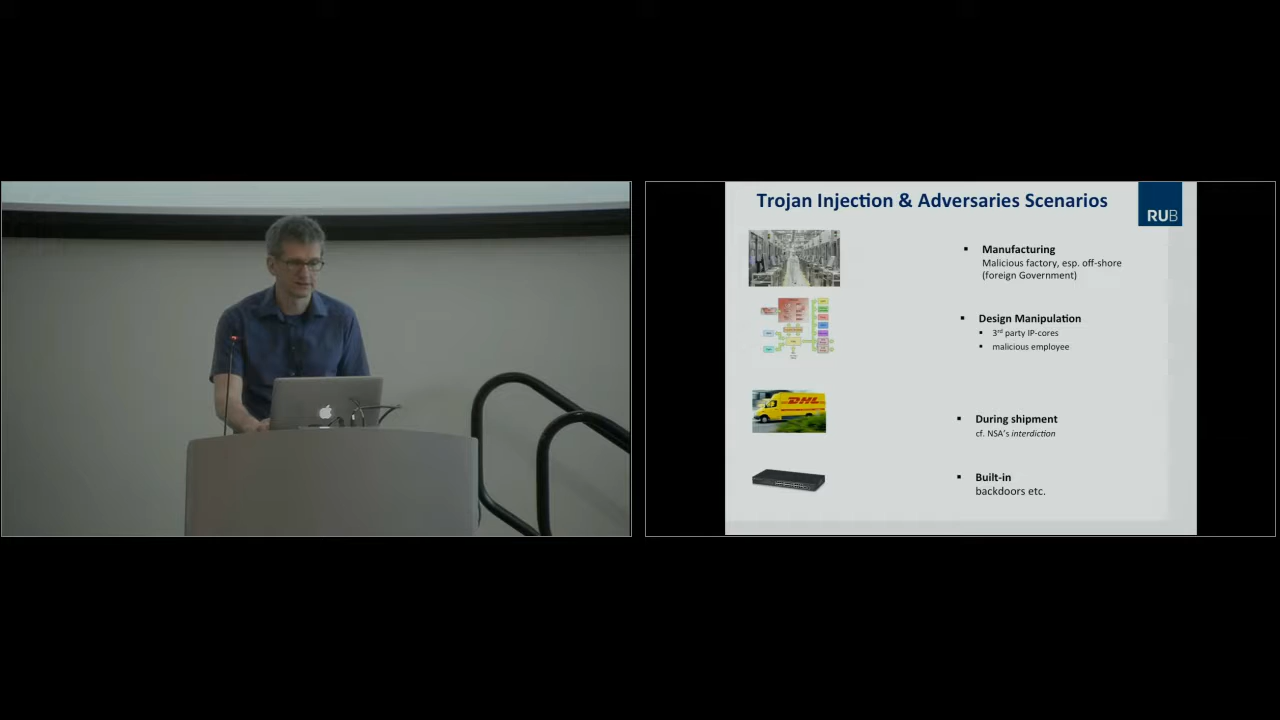 Trojan Injection & Adversaries Scenarios
RUB
▪ Manufacturing
Malicious factory, esp. off-shore
(foreign Government)
▪ Design Manipulation
▪ 3rd party IP-cores
▪ malicious employee
DHL
▪ During shipment
cf. NSA's interdiction
▪ Built-in
backdoors etc.